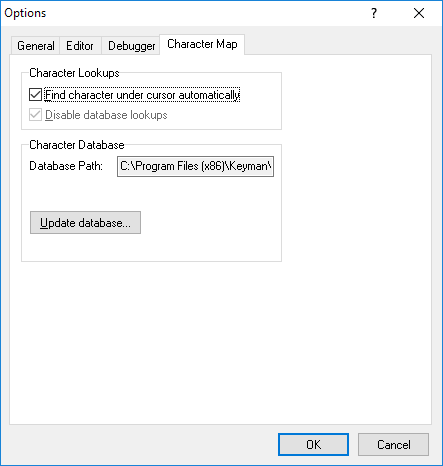 Options
General Editor Debugger Character Map
Character Lookups
Find character under cursor automatically
Disable database lookups
Character Database
Database Path: C:\Program Files (x86)\Keyman\
Update database...
OK Cancel